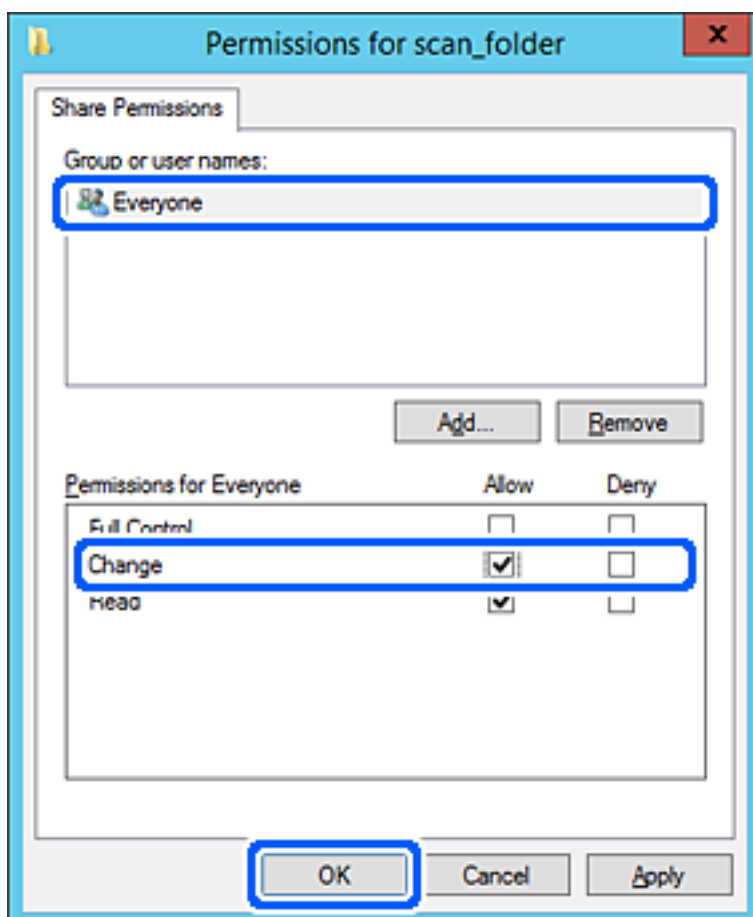 Permissions for scan_folder
x
Share Permissions
Group or user names:
Everyone
Add... Remove
Permissions for Everyone Allow Deny
Full Control
Change
Read
OK Cancel Apply